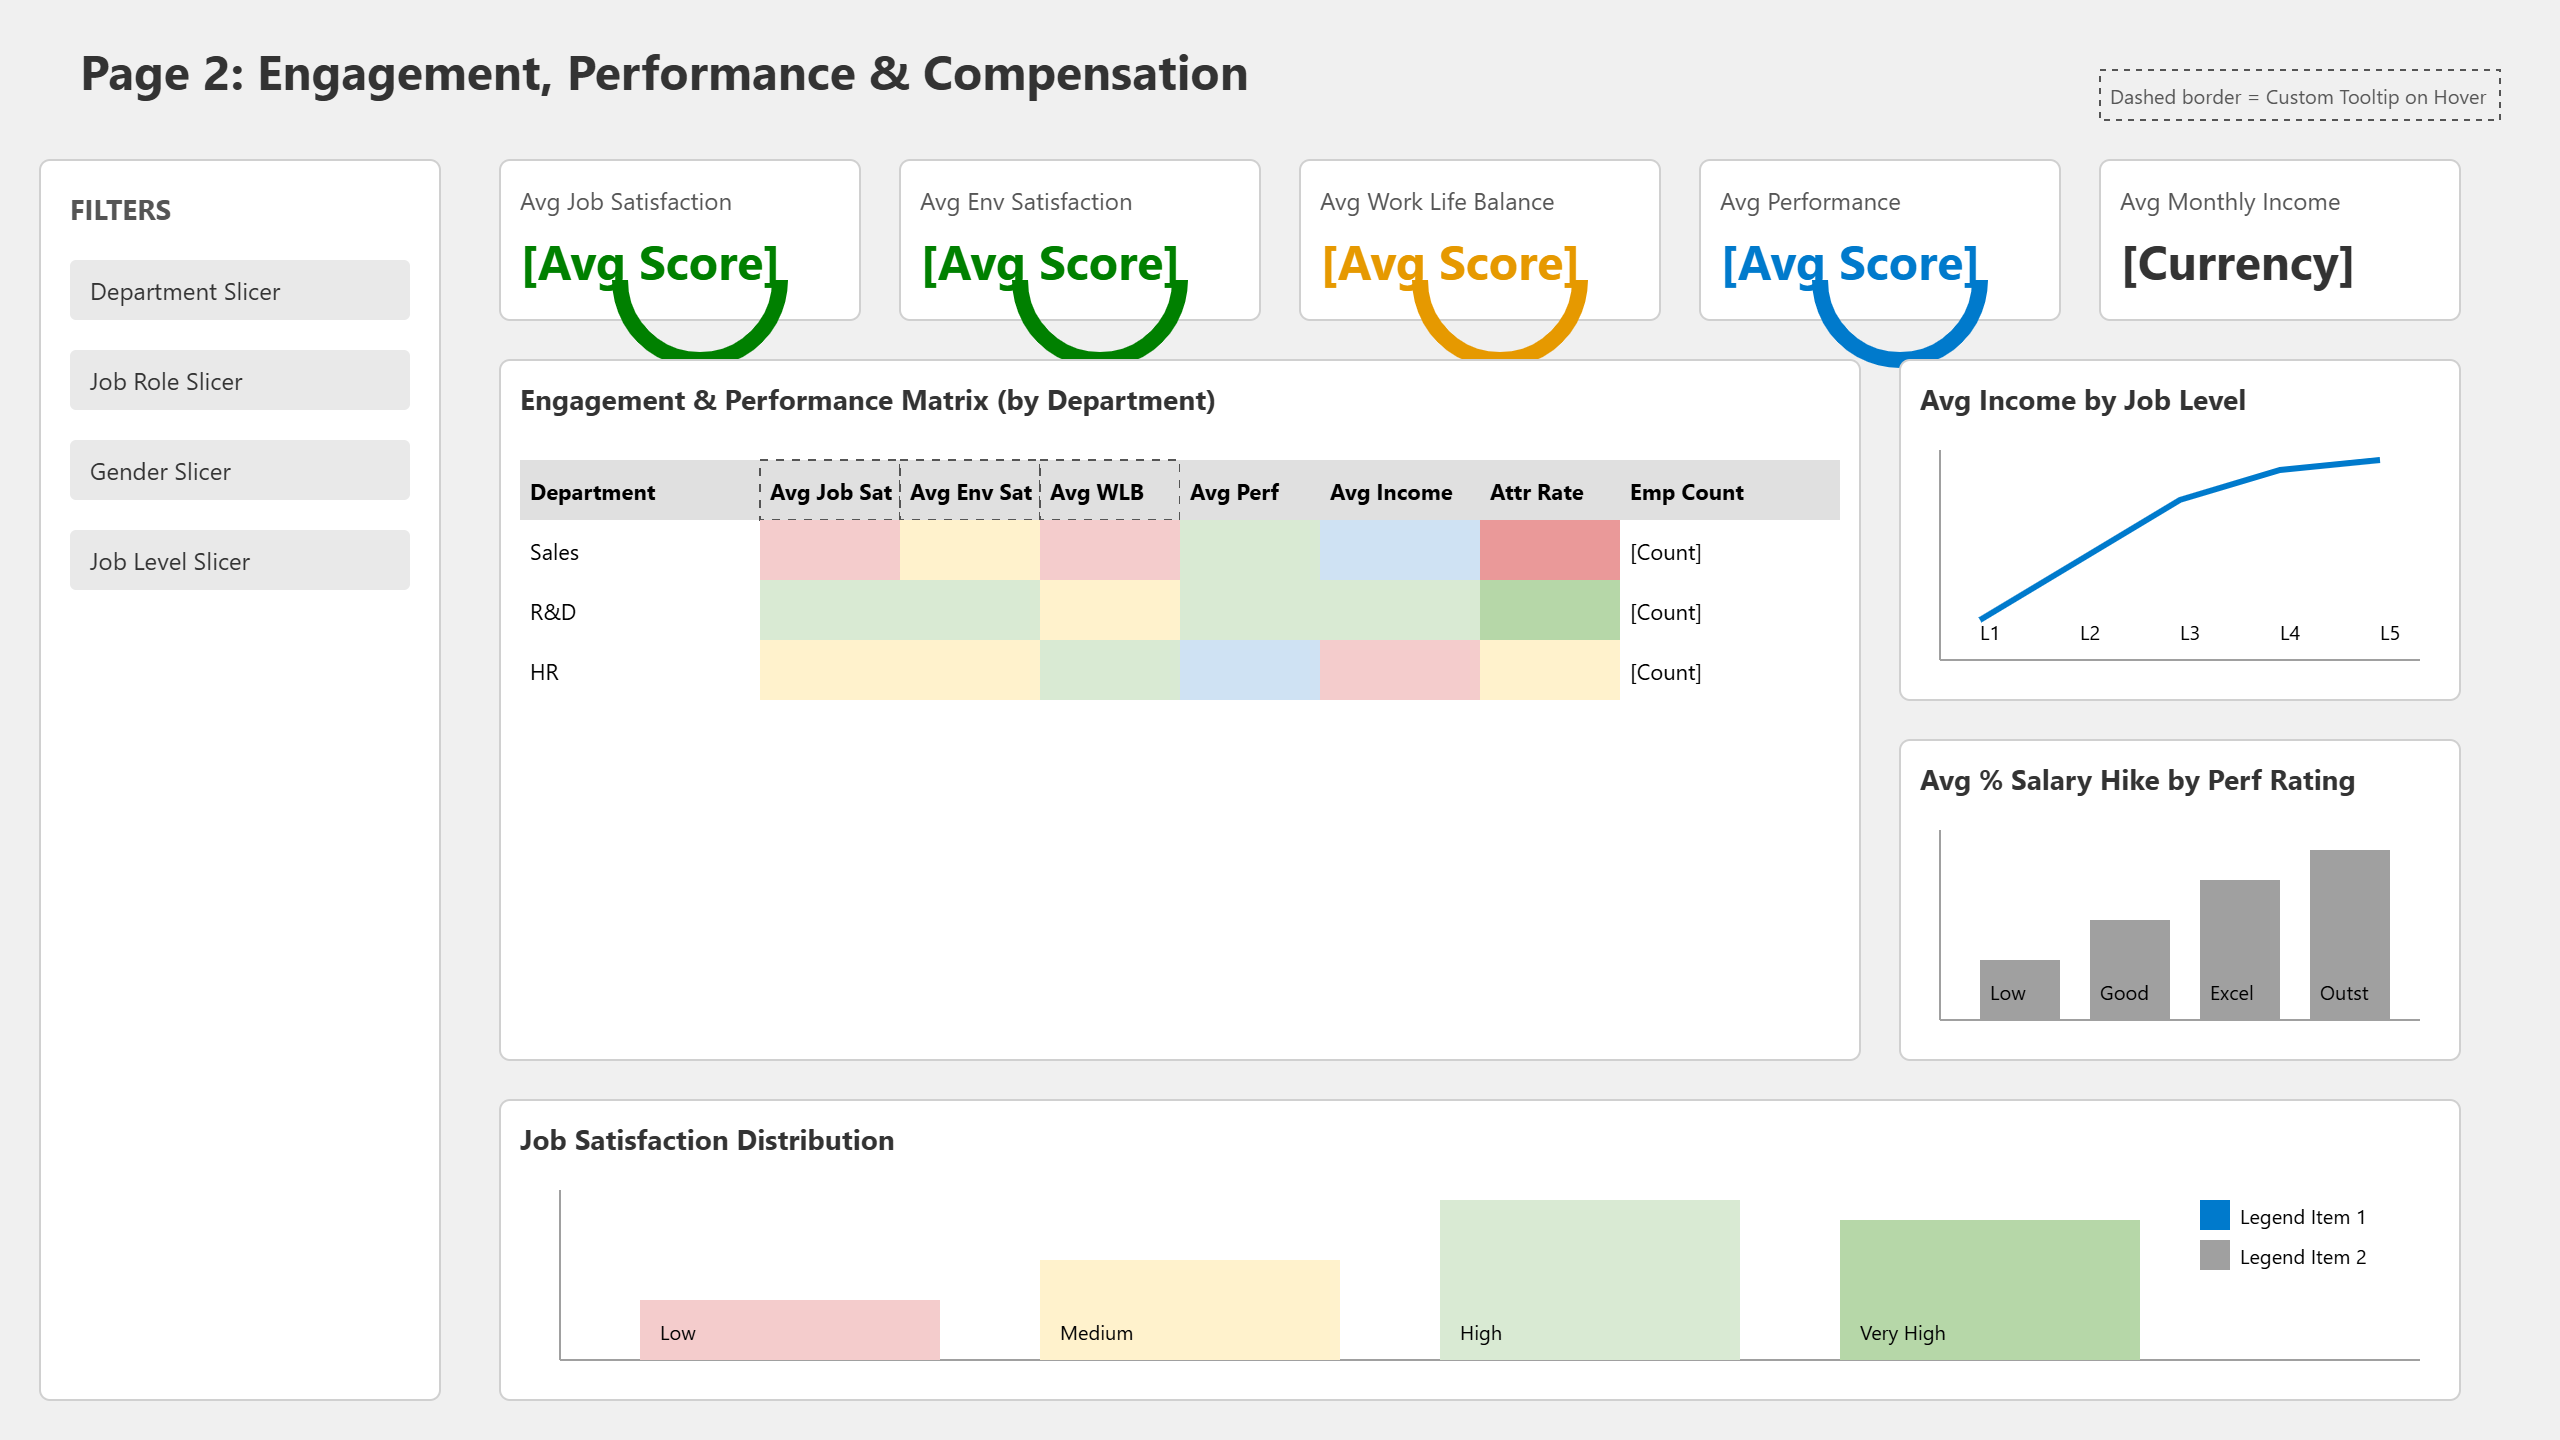 Page 2: Engagement, Performance & Compensation
Dashed border = Custom Tooltip on Hover
FILTERS
Department Slicer
Job Role Slicer
Gender Slicer
Job Level Slicer
Avg Job Satisfaction
[Avg Score]
Avg Env Satisfaction
[Avg Score]
Avg Work Life Balance
[Avg Score]
Avg Performance
[Avg Score]
Avg Monthly Income
[Currency]
Engagement & Performance Matrix (by Department)
Department Avg Job Sat Avg Env Sat Avg WLB Avg Perf Avg Income Attr Rate Emp Count
Sales [Count]
R&D [Count]
HR [Count]
Avg Income by Job Level
L1 L2 L3 L4 L5
Avg % Salary Hike by Perf Rating
Low Good Excel Outst
Job Satisfaction Distribution
Low Medium High Very High
Legend Item 1
Legend Item 2